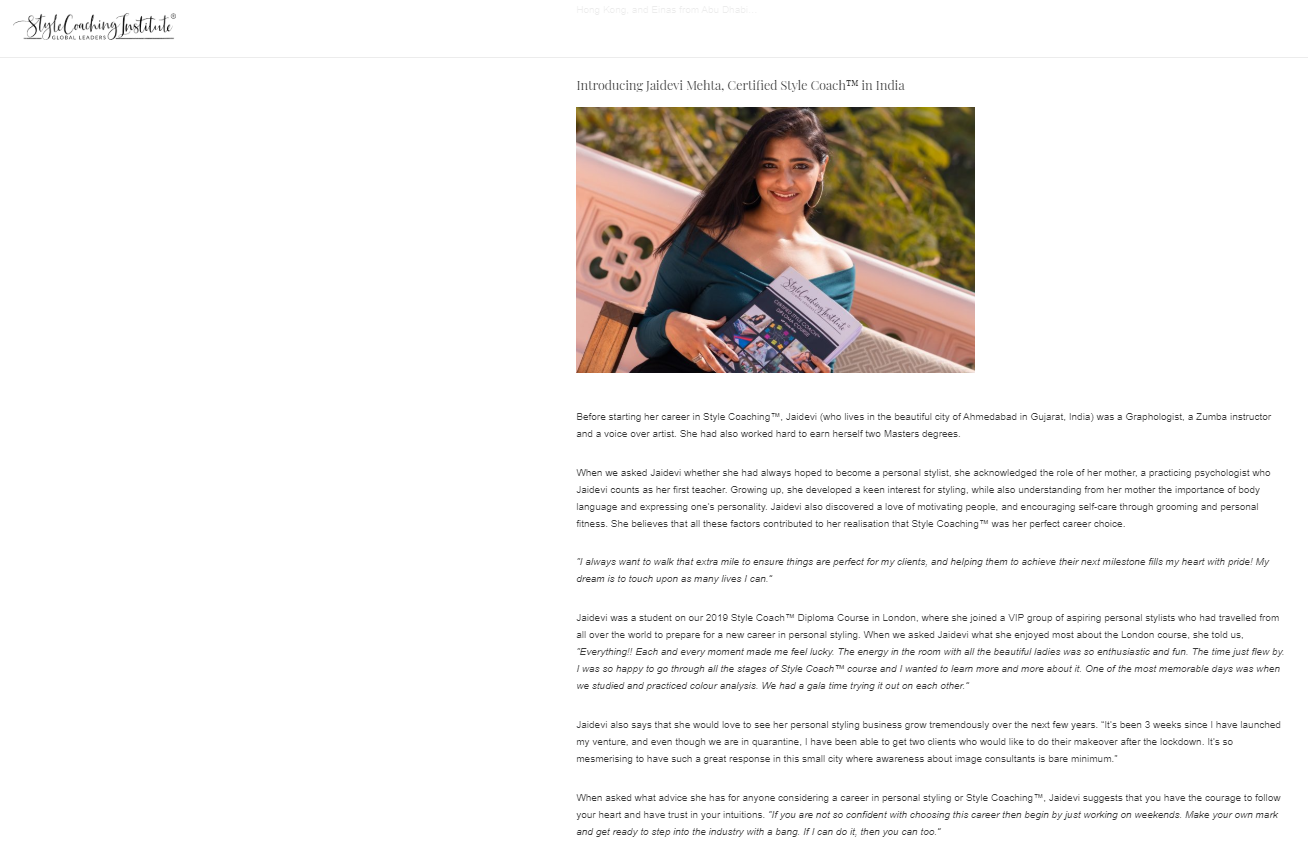 Hong Kong, and Elnas from Abu Dhabi...
Style Coaching Institute®
GLOBAL LEADERS
Introducing Jaidevi Mehta, Certified Style Coach™ in India
Style Coaching Institute®
CERTIFIED STYLE COACH™
DIPLOMA COURSE
Before starting her career in Style Coaching™, Jaidevi (who lives in the beautiful city of Ahmedabad in Gujarat, India) was a Graphologist, a Zumba instructor
and a voice over artist. She had also worked hard to earn herself two Masters degrees.
When we asked Jaidevi whether she had always hoped to become a personal stylist, she acknowledged the role of her mother, a practicing psychologist who
Jaidevi counts as her first teacher. Growing up, she developed a keen interest for styling, while also understanding from her mother the importance of body
language and expressing one's personality. Jaidevi also discovered a love of motivating people, and encouraging self-care through grooming and personal
fitness. She believes that all these factors contributed to her realisation that Style Coaching™ was her perfect career choice.
"I always want to walk that extra mile to ensure things are perfect for my clients, and helping them to achieve their next milestone fills my heart with pride! My
dream is to touch upon as many lives I can."
Jaidevi was a student on our 2019 Style Coach™ Diploma Course in London, where she joined a VIP group of aspiring personal stylists who had travelled from
all over the world to prepare for a new career in personal styling. When we asked Jaidevi what she enjoyed most about the London course, she told us,
"Everything!! Each and every moment made me feel lucky. The energy in the room with all the beautiful ladies was so enthusiastic and fun. The time just flew by.
I was so happy to go through all the stages of Style Coach™ course and I wanted to learn more and more about it. One of the most memorable days was when
we studied and practiced colour analysis. We had a gala time trying it out on each other."
Jaidevi also says that she would love to see her personal styling business grow tremendously over the next few years. "It's been 3 weeks since I have launched
my venture, and even though we are in quarantine, I have been able to get two clients who would like to do their makeover after the lockdown. It's so
mesmerising to have such a great response in this small city where awareness about image consultants is bare minimum."
When asked what advice she has for anyone considering a career in personal styling or Style Coaching™, Jaidevi suggests that you have the courage to follow
your heart and have trust in your intuitions. "If you are not so confident with choosing this career then begin by just working on weekends. Make your own mark
and get ready to step into the industry with a bang. If I can do it, then you can too."